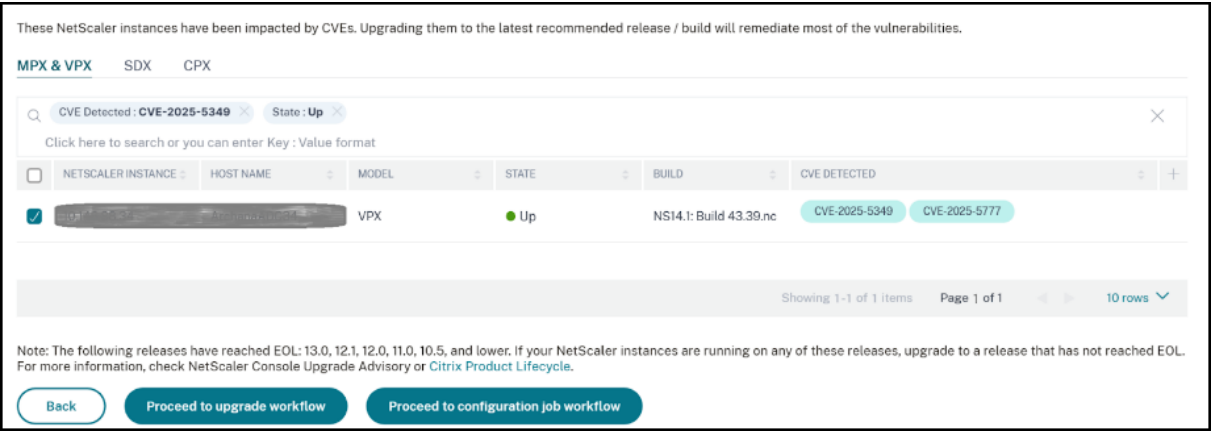 These NetScaler instances have been impacted by CVEs. Upgrading them to the latest recommended release / build will remediate most of the vulnerabilities.
MPX & VPX SDX CPX
CVE Detected : CVE-2025-5349 State : Up
Click here to search or you can enter Key : Value format
NETSCALER INSTANCE HOST NAME MODEL STATE BUILD CVE DETECTED
VPX Up NS14.1: Build 43.39.nc CVE-2025-5349 CVE-2025-5777
Showing 1-1 of 1 items Page 1 of 1 10 rows
Note: The following releases have reached EOL: 13.0, 12.1, 12.0, 11.0, 10.5, and lower. If your NetScaler instances are running on any of these releases, upgrade to a release that has not reached EOL.
For more information, check NetScaler Console Upgrade Advisory or Citrix Product Lifecycle.
Back Proceed to upgrade workflow Proceed to configuration job workflow